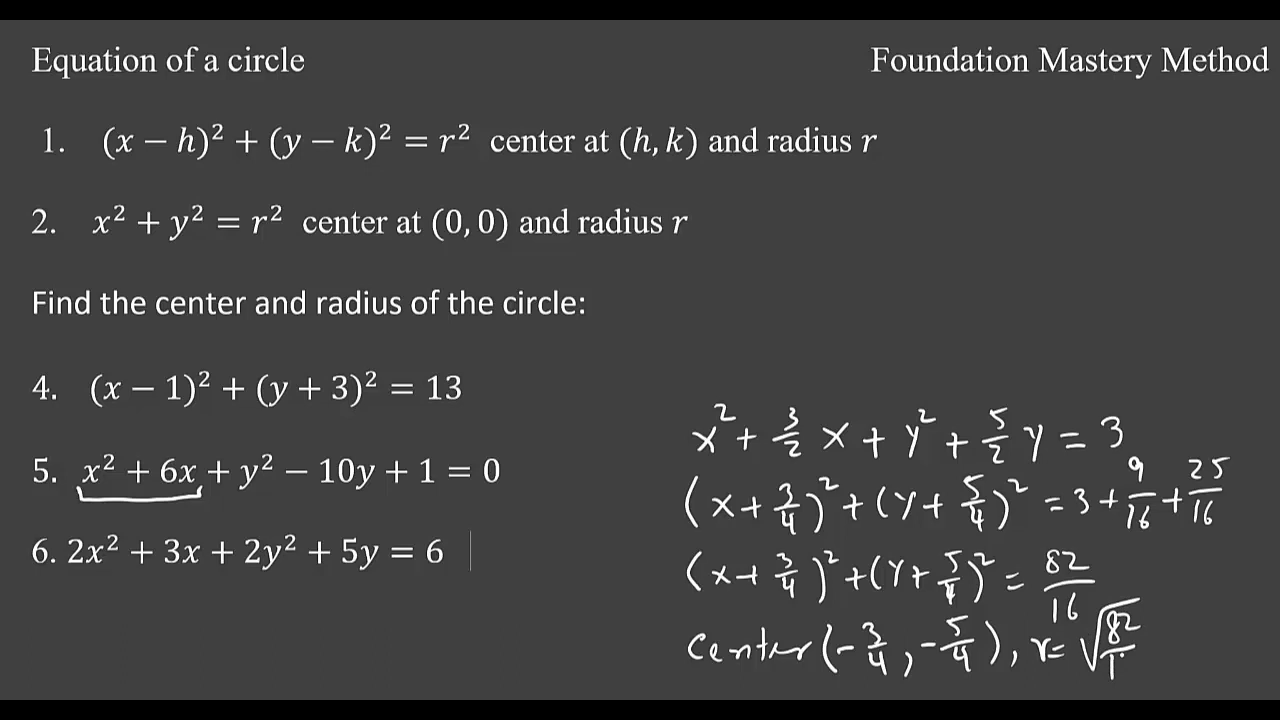 Equation of a circle Foundation Mastery Method
1. (x − h)² + (y − k)² = r² center at (h, k) and radius r
2. x² + y² = r² center at (0, 0) and radius r
Find the center and radius of the circle:
4. (x − 1)² + (y + 3)² = 13
5. x² + 6x + y² − 10y + 1 = 0
6. 2x² + 3x + 2y² + 5y = 6
x² + 3/2 x + y² + 5/2 y = 3
(x + 3/4)² + (y + 5/4)² = 3 + 9/16 + 25/16
(x + 3/4)² + (y + 5/4)² = 82/16
center (−3/4, −5/4), r = √82/1